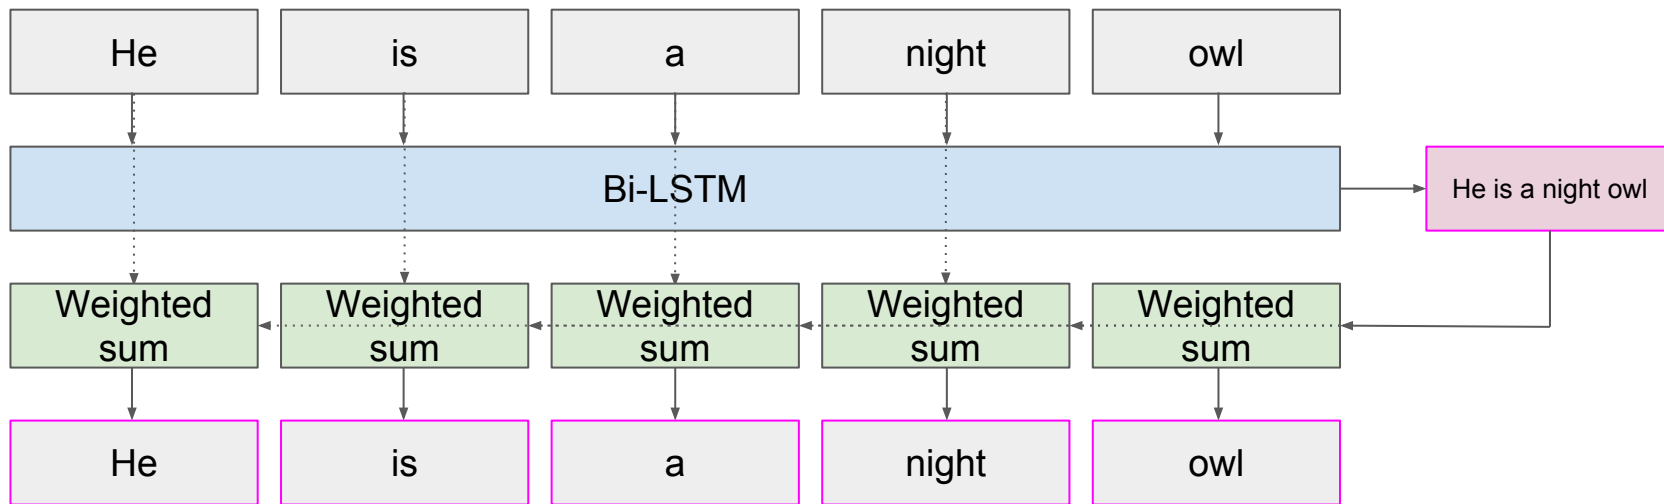 He
is
a
night
owl
Bi-LSTM
He is a night owl
Weighted
sum
Weighted
sum
Weighted
sum
Weighted
sum
Weighted
sum
He
is
a
night
owl